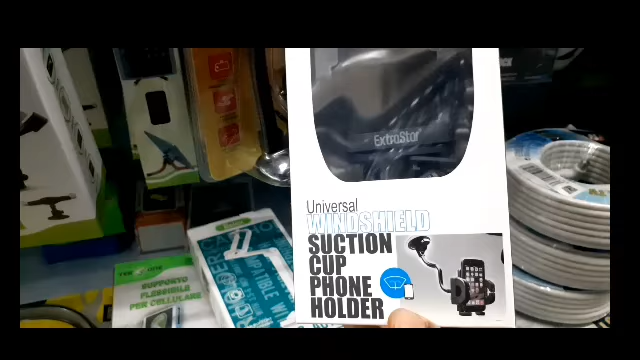 ExtraStar
Universal
WINDSHIELD
SUCTION
CUP
PHONE
HOLDER
SUPPORTO
FLESSIBILE
PER CELLULARE